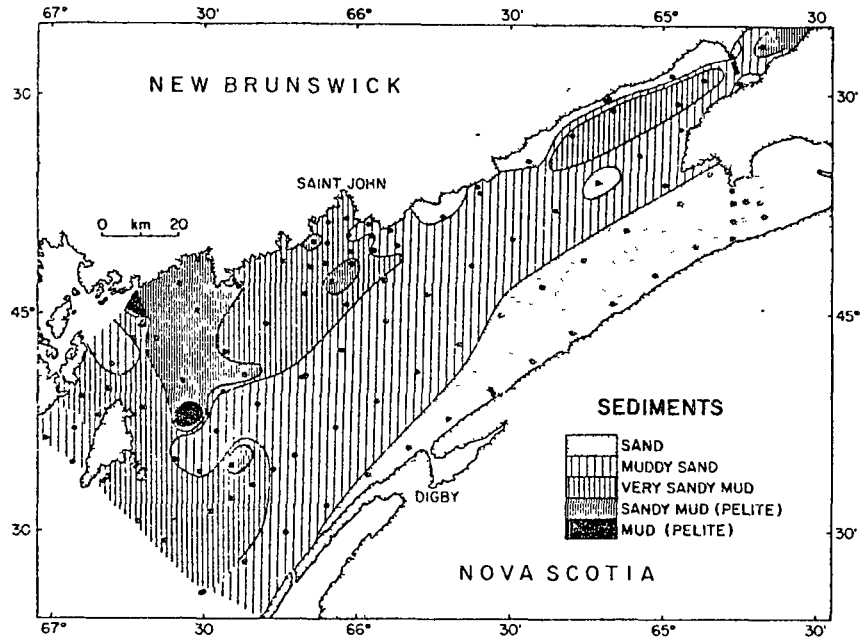 67° 30' 66° 30' 65° 30'
NEW BRUNSWICK
30' 30'
SAINT JOHN
0 km 20
45° 45°
SEDIMENTS
SAND
MUDDY SAND
VERY SANDY MUD
SANDY MUD (PELITE)
MUD (PELITE)
DIGBY
30' 30'
NOVA SCOTIA
67° 30' 66° 30' 65° 30'